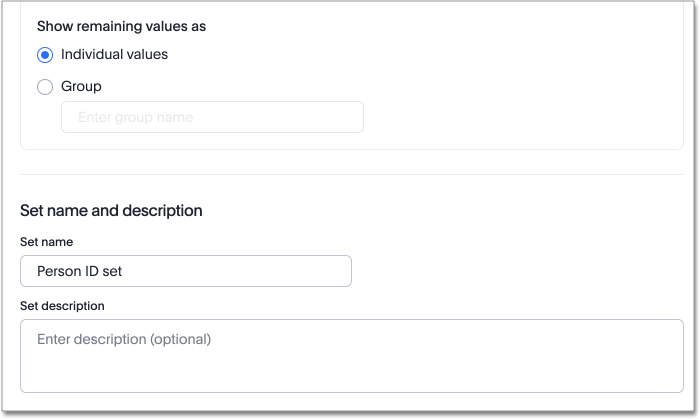 Show remaining values as
Individual values
Group
Enter group name
Set name and description
Set name
Person ID set
Set description
Enter description (optional)